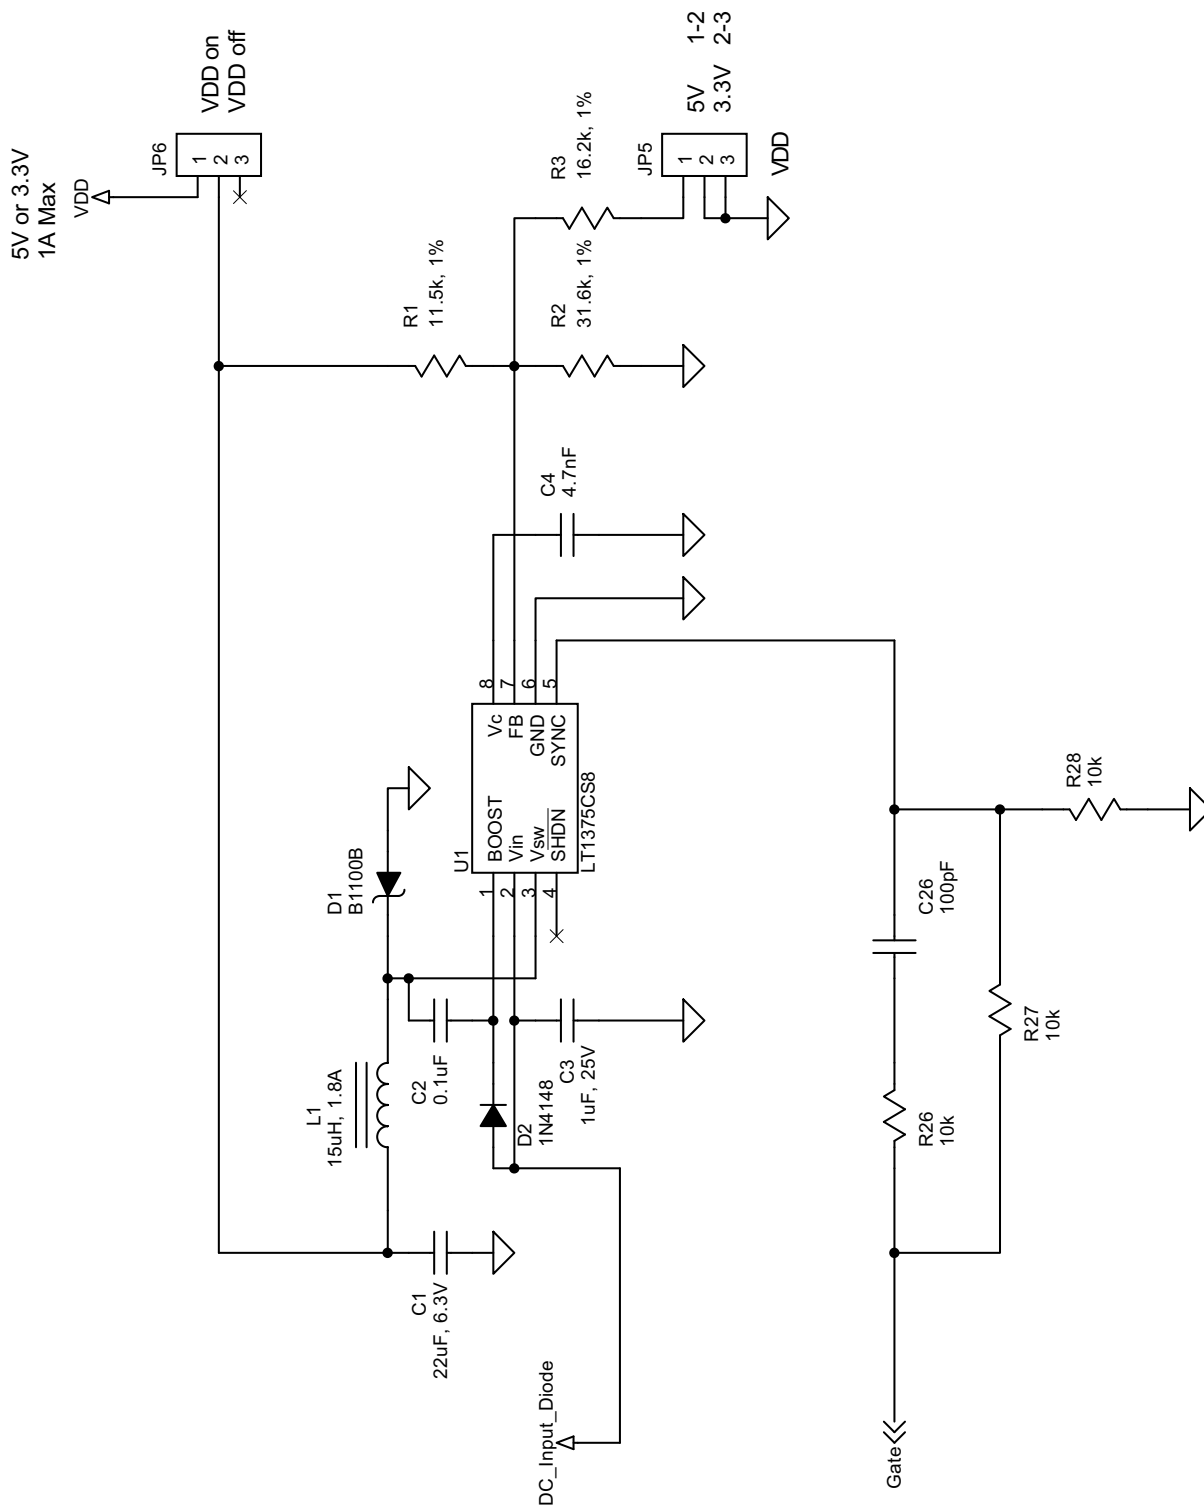 5V or 3.3V
1A Max
VDD
JP6
1
2
3
VDD on
VDD off
R1
11.5k, 1%
R3
16.2k, 1%
R2
31.6k, 1%
JP5
1
2
3
VDD
5V 1-2
3.3V 2-3
C4
4.7nF
D1
B1100B
L1
15uH, 1.8A
C1
22uF, 6.3V
C2
0.1uF
D2
1N4148
C3
1uF, 25V
DC_Input_Diode
U1
1
2
3
4
BOOST
Vin
Vsw
SHDN
Vc
FB
GND
SYNC
8
7
6
5
LT1375CS8
Gate
R26
10k
C26
100pF
R27
10k
R28
10k